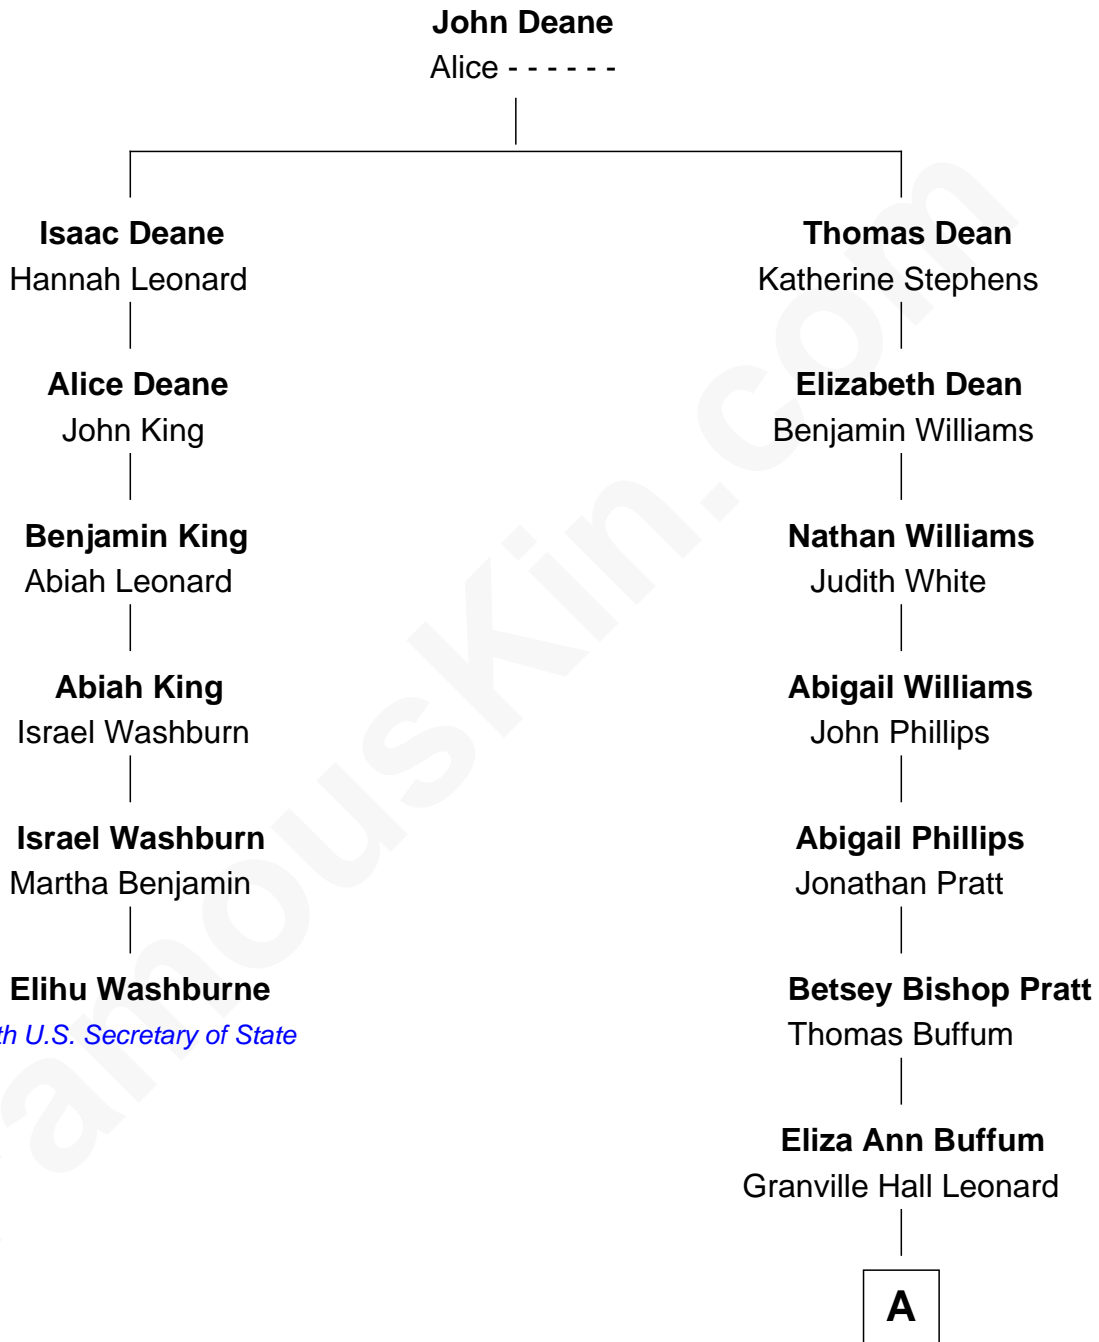 John Deane
Alice - - - - - -
Isaac Deane
Hannah Leonard
Thomas Dean
Katherine Stephens
Alice Deane
John King
Elizabeth Dean
Benjamin Williams
Benjamin King
Abiah Leonard
Nathan Williams
Judith White
Abiah King
Israel Washburn
Abigail Williams
John Phillips
Israel Washburn
Martha Benjamin
Abigail Phillips
Jonathan Pratt
Elihu Washburne
th U.S. Secretary of State
Betsey Bishop Pratt
Thomas Buffum
Eliza Ann Buffum
Granville Hall Leonard
A
amouskin.com